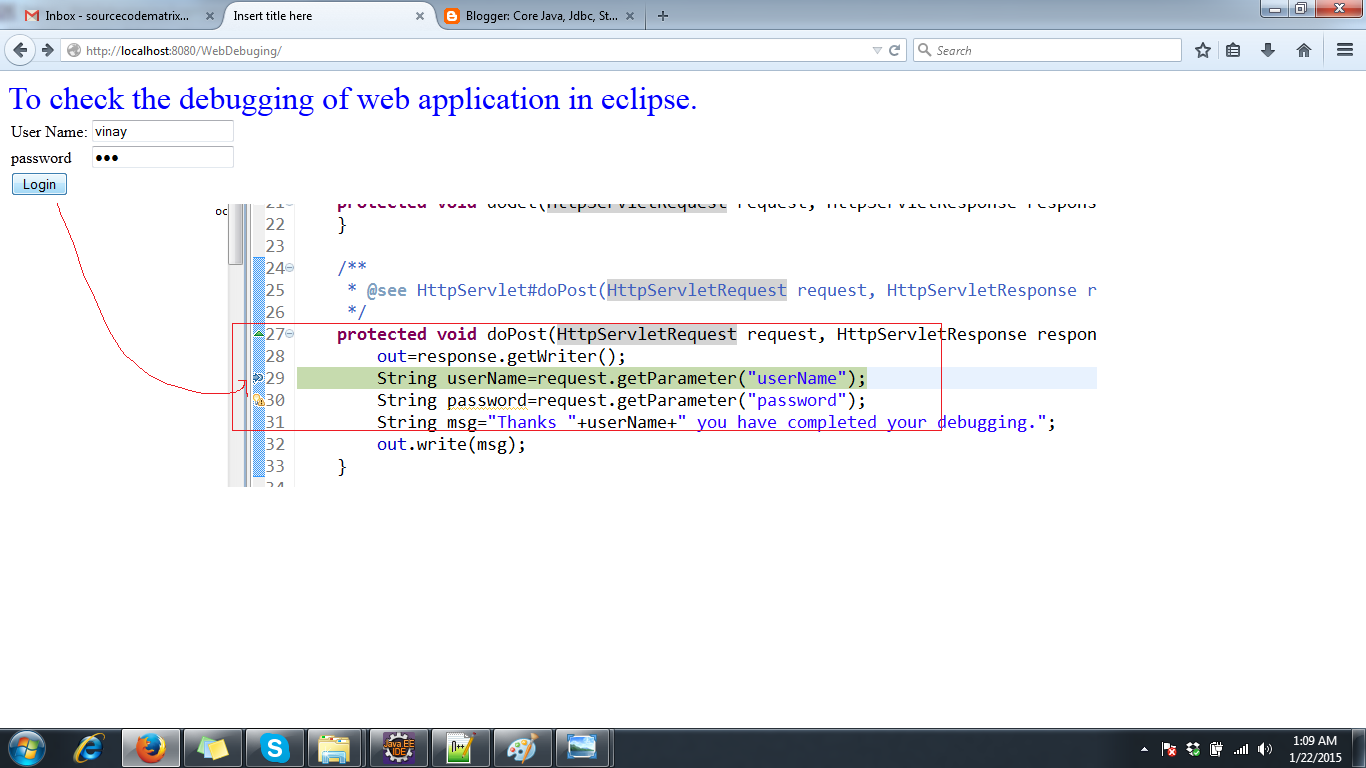 Inbox - sourcecodematrix...
Insert title here
Blogger: Core Java, Jdbc, St...
http://localhost:8080/WebDebuging/
Search
To check the debugging of web application in eclipse.
User Name: vinay
password
Login
22 }
23
24 /**
25 * @see HttpServlet#doPost(HttpServletRequest request, HttpServletResponse r
26 */
27 protected void doPost(HttpServletRequest request, HttpServletResponse respon
28 out=response.getWriter();
29 String userName=request.getParameter("userName");
30 String password=request.getParameter("password");
31 String msg="Thanks "+userName+" you have completed your debugging.";
32 out.write(msg);
33 }
Java EE
IDE
1:09 AM
1/22/2015